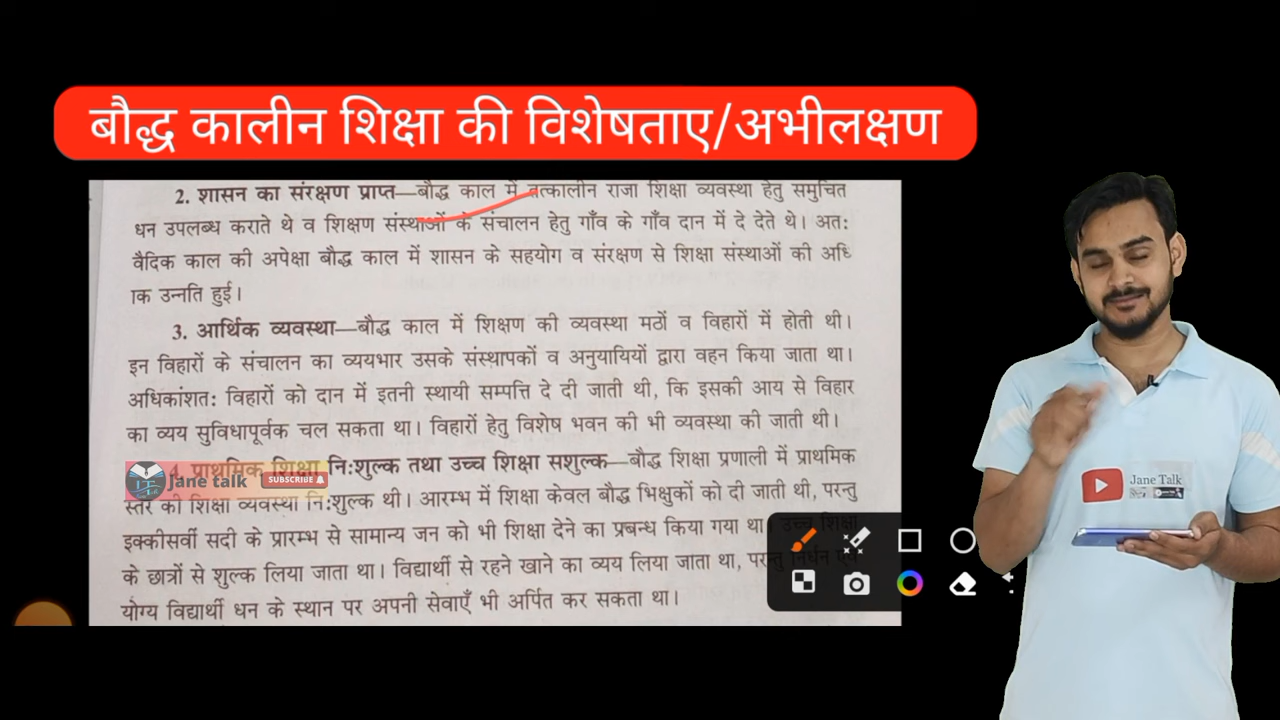 बौद्ध कालीन शिक्षा की विशेषताए/अभीलक्षण
2. शासन का संरक्षण प्राप्त—बौद्ध काल में तत्कालीन राजा शिक्षा व्यवस्था हेतु समुचित
धन उपलब्ध कराते थे व शिक्षण संस्थाओं के संचालन हेतु गाँव के गाँव दान में दे देते थे। अत:
वैदिक काल की अपेक्षा बौद्ध काल में शासन के सहयोग व संरक्षण से शिक्षा संस्थाओं की अधि
ाक उन्नति हुई।
3. आर्थिक व्यवस्था—बौद्ध काल में शिक्षण की व्यवस्था मठों व विहारों में होती थी।
इन विहारों के संचालन का व्ययभार उसके संस्थापकों व अनुयायियों द्वारा वहन किया जाता था।
अधिकांशत: विहारों को दान में इतनी स्थायी सम्पत्ति दे दी जाती थी, कि इसकी आय से विहार
का व्यय सुविधापूर्वक चल सकता था। विहारों हेतु विशेष भवन की भी व्यवस्था की जाती थी।
4. प्राथमिक शिक्षा नि:शुल्क तथा उच्च शिक्षा सशुल्क—बौद्ध शिक्षा प्रणाली में प्राथमिक
Jane talk SUBSCRIBE
स्तर की शिक्षा व्यवस्था नि:शुल्क थी। आरम्भ में शिक्षा केवल बौद्ध भिक्षुकों को दी जाती थी, परन्तु
इक्कीसवीं सदी के प्रारम्भ से सामान्य जन को भी शिक्षा देने का प्रबन्ध किया गया था। उच्च शिक्षा
के छात्रों से शुल्क लिया जाता था। विद्यार्थी से रहने खाने का व्यय लिया जाता था, परन्तु निर्धन एवं
योग्य विद्यार्थी धन के स्थान पर अपनी सेवाएँ भी अर्पित कर सकता था।
Jane Talk